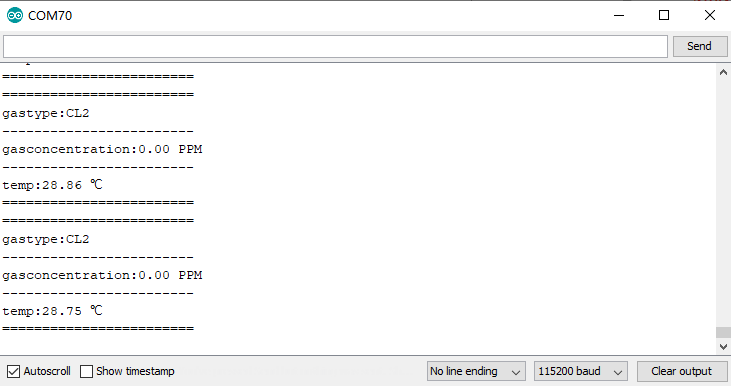 COM70
Send
========================
========================
gastype:CL2
------------------------
gasconcentration:0.00 PPM
------------------------
temp:28.86 ℃
========================
========================
gastype:CL2
------------------------
gasconcentration:0.00 PPM
------------------------
temp:28.75 ℃
========================
Autoscroll Show timestamp No line ending 115200 baud Clear output